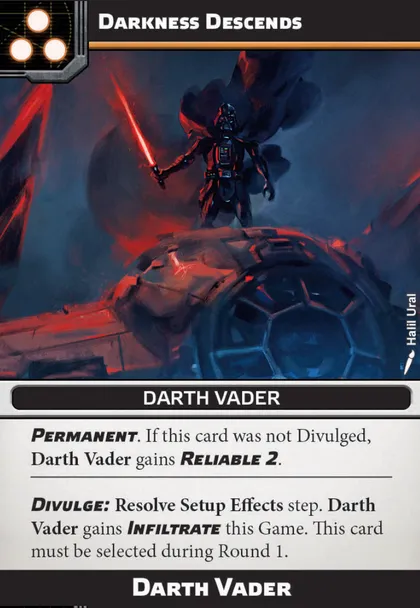 Darkness Descends
Halil Ural
DARTH VADER
Permanent. If this card was not Divulged,
Darth Vader gains Reliable 2.
Divulge: Resolve Setup Effects step. Darth
Vader gains Infiltrate this Game. This card
must be selected during Round 1.
Darth Vader